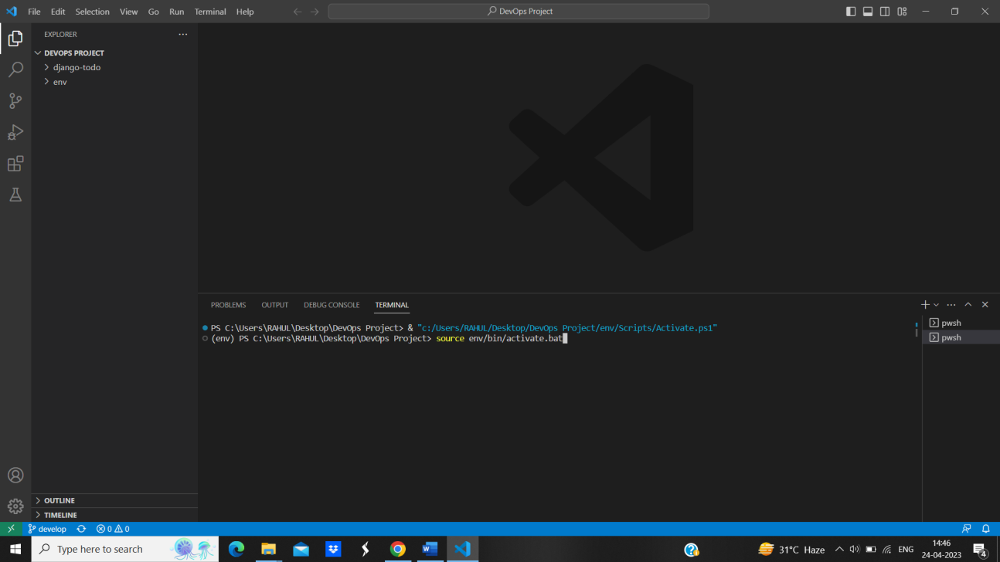 File Edit Selection View Go Run Terminal Help
DevOps Project
EXPLORER
DEVOPS PROJECT
django-todo
env
PROBLEMS OUTPUT DEBUG CONSOLE TERMINAL
PS C:\Users\RAHUL\Desktop\DevOps Project> & "c:/Users/RAHUL/Desktop/DevOps Project/env/Scripts/Activate.ps1"
(env) PS C:\Users\RAHUL\Desktop\DevOps Project> source env/bin/activate.bat
pwsh
pwsh
OUTLINE
TIMELINE
develop 0 0
Type here to search
31°C Haze ENG
14:46
24-04-2023
4